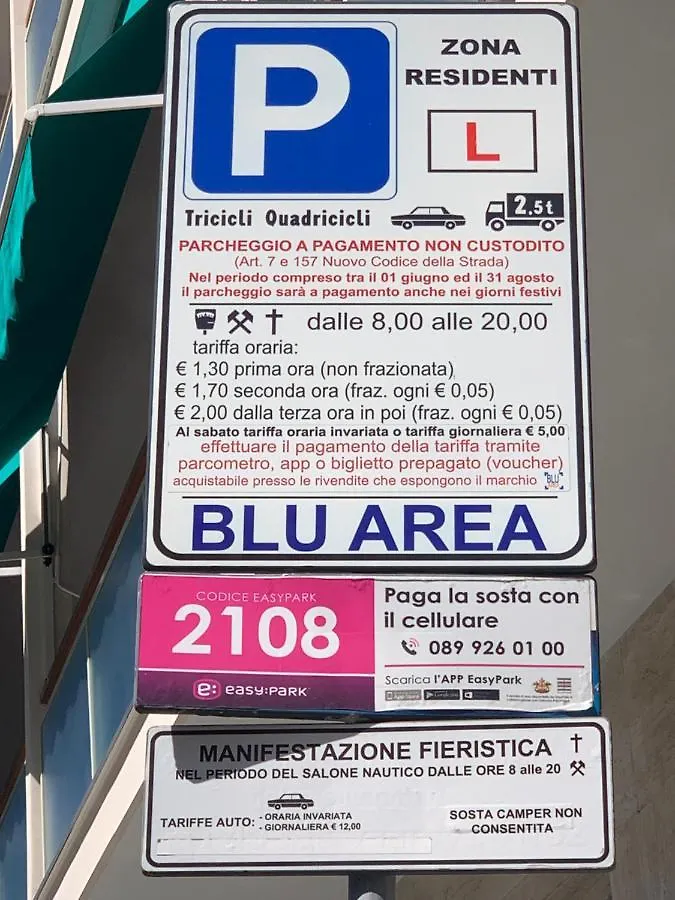 P
ZONA
RESIDENTI
L
Tricicli Quadricicli
2,5t
PARCHEGGIO A PAGAMENTO NON CUSTODITO
(Art. 7 e 157 Nuovo Codice della Strada)
Nel periodo compreso tra il 01 giugno ed il 31 agosto
il parcheggio sarà a pagamento anche nei giorni festivi
dalle 8,00 alle 20,00
tariffa oraria:
€ 1,30 prima ora (non frazionata)
€ 1,70 seconda ora (fraz. ogni € 0,05)
€ 2,00 dalla terza ora in poi (fraz. ogni € 0,05)
Al sabato tariffa oraria invariata o tariffa giornaliera € 5,00
effettuare il pagamento della tariffa tramite
parcometro, app o biglietto prepagato (voucher)
acquistabile presso le rivendite che espongono il marchio BLU
BLU AREA
CODICE EASYPARK
2108
e: easy:PARK
Paga la sosta con
il cellulare
089 926 01 00
Scarica l'APP EasyPark
MANIFESTAZIONE FIERISTICA
NEL PERIODO DEL SALONE NAUTICO DALLE ORE 8 alle 20
TARIFFE AUTO: - ORARIA INVARIATA
- GIORNALIERA € 12,00
SOSTA CAMPER NON
CONSENTITA